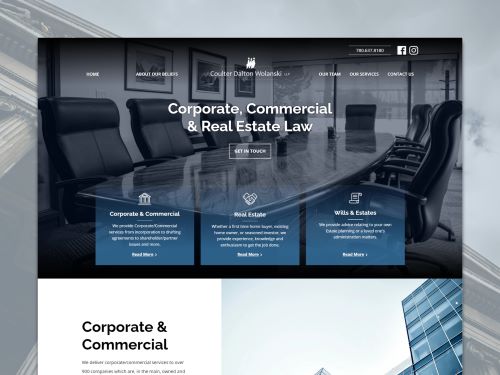 780.637.8180
HOME
ABOUT OUR BELIEFS
Coulter Dalton Wolanski LLP
OUR TEAM
OUR SERVICES
CONTACT US
Corporate, Commercial
& Real Estate Law
GET IN TOUCH
Corporate & Commercial
We provide Corporate/Commercial
services from incorporation to drafting
agreements to shareholder/partner
issues and more.
Read More >
Real Estate
Whether a first time home buyer, existing
home owner, or seasoned investor, we
provide experience, knowledge and
enthusiasm to get the job done.
Read More >
Wills & Estates
We provide advice relating to your own
Estate planning or a loved one's
administration matters.
Read More >
Corporate &
Commercial
We deliver corporate/commercial services to over
900 companies which are, in the main, owned and